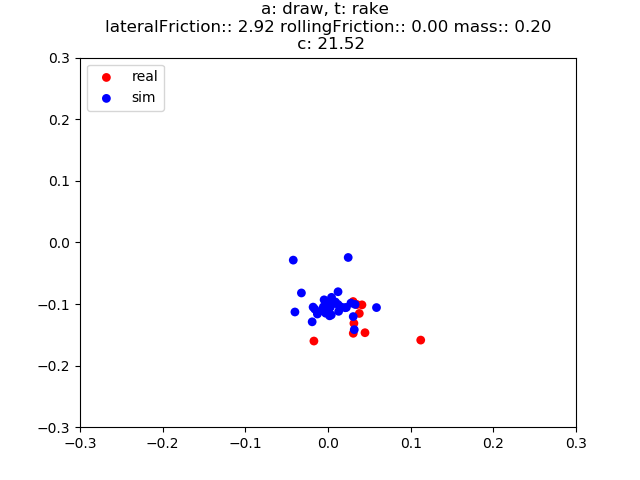 a: draw, t: rake
lateralFriction:: 2.92 rollingFriction:: 0.00 mass:: 0.20
c: 21.52
real
sim
0.3
0.2
0.1
0.0
−0.1
−0.2
−0.3
−0.3 −0.2 −0.1 0.0 0.1 0.2 0.3